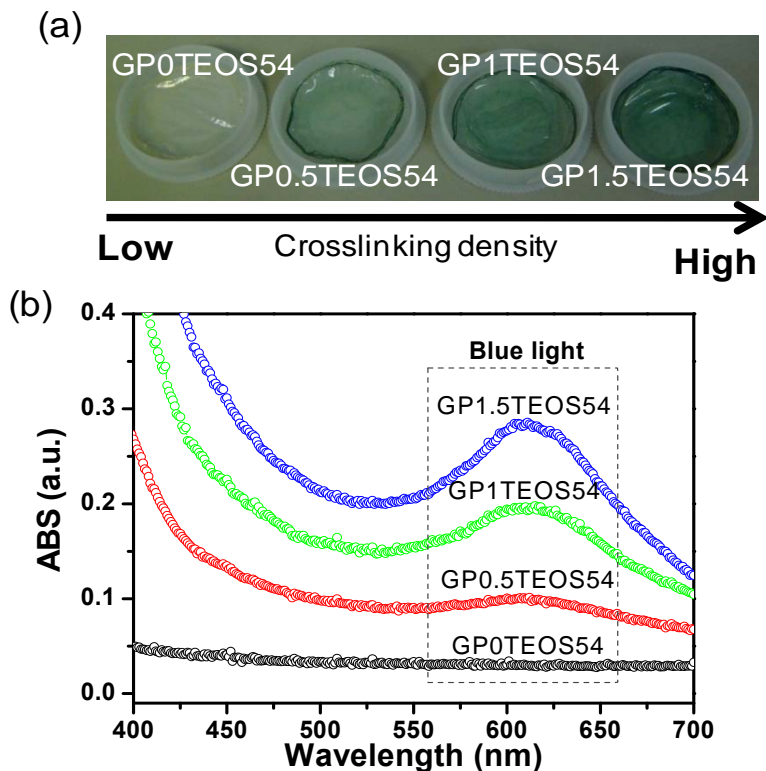 (a)
GP0TEOS54
GP1TEOS54
GP0.5TEOS54
GP1.5TEOS54
Low
Crosslinking density
High
(b)
0.4
0.3
0.2
0.1
0.0
ABS (a.u.)
Blue light
GP1.5TEOS54
GP1TEOS54
GP0.5TEOS54
GP0TEOS54
400 450 500 550 600 650 700
Wavelength (nm)